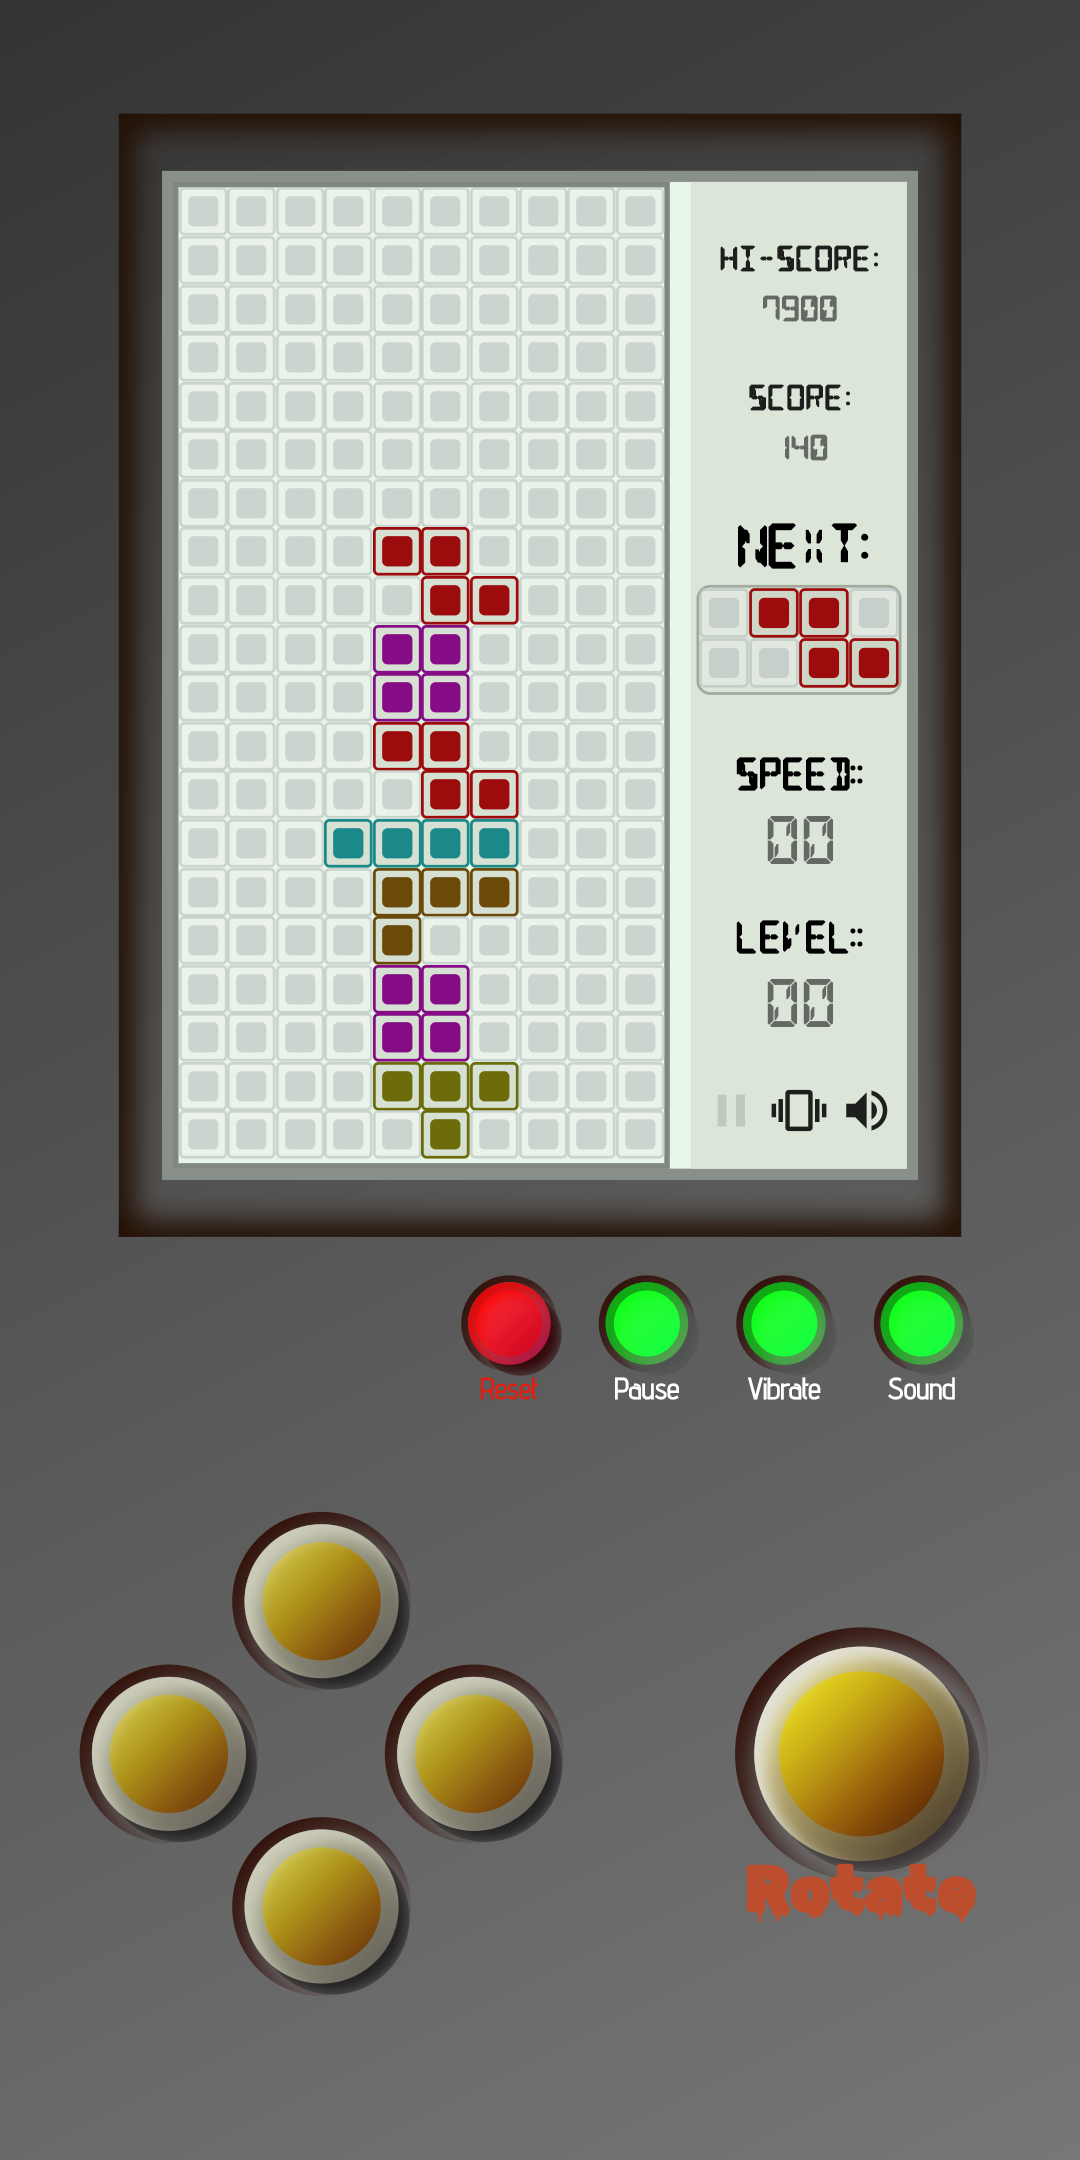 HI-SCORE:
7900
SCORE:
140
NEXT:
SPEED::
00
LEVEL::
00
Reset
Pause
Vibrate
Sound
Rotate